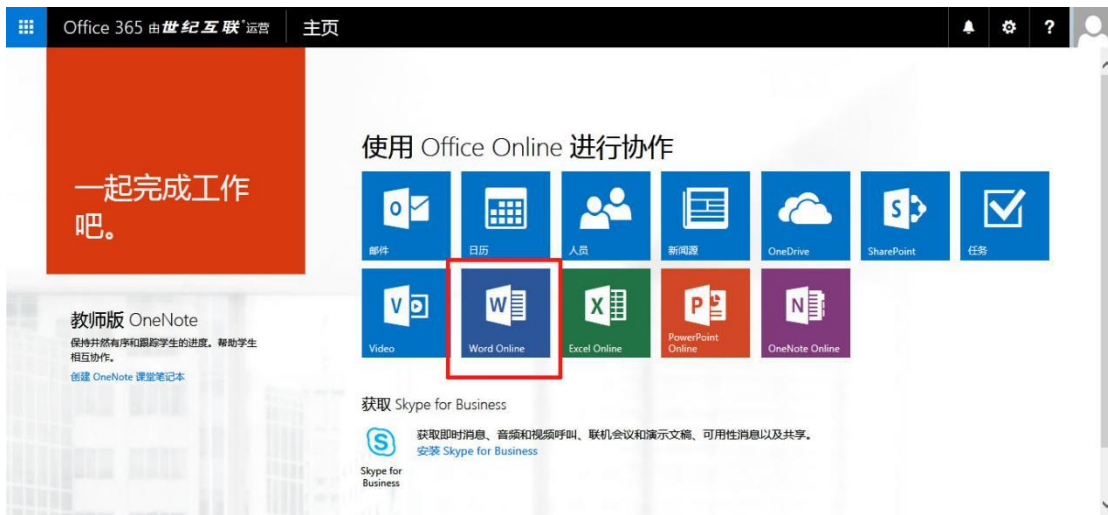 Office 365 由世纪互联运营 主页
?
一起完成工作
吧。
使用 Office Online 进行协作
O
S
邮件 日历 人员 新闻源 OneDrive SharePoint 任务
V W X P N
Video Word Online Excel Online PowerPoint
Online OneNote Online
教师版 OneNote
保持井然有序和跟踪学生的进度。帮助学生
相互协作。
创建 OneNote 课堂笔记本
获取 Skype for Business
S
获取即时消息、音频和视频呼叫、联机会议和演示文稿、可用性消息以及共享。
安装 Skype for Business
Skype for
Business